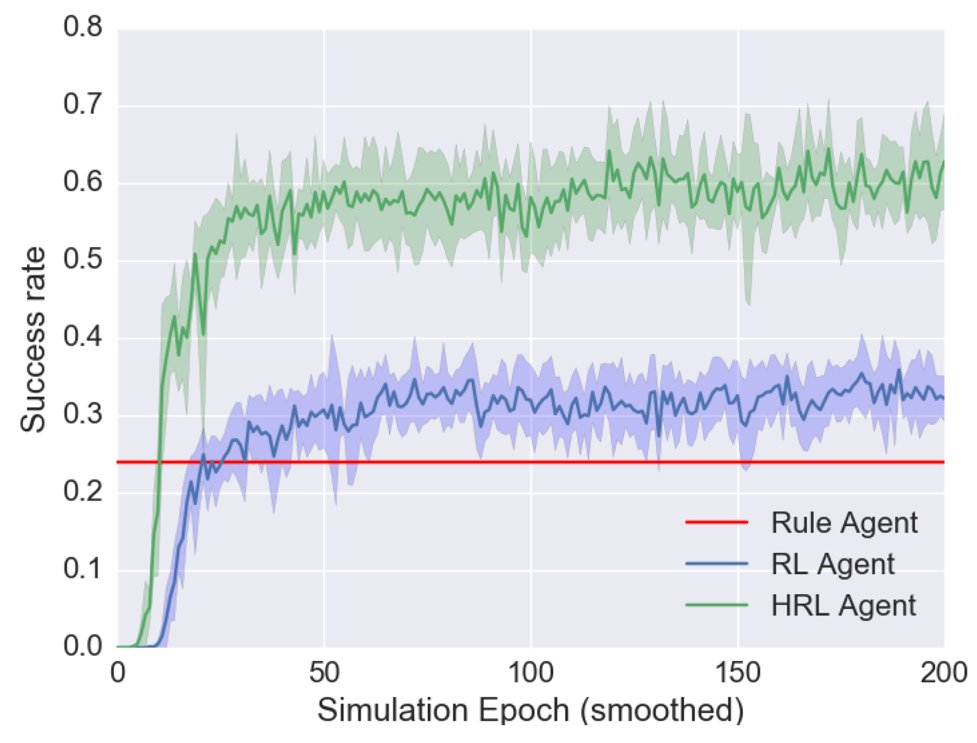 0.8
0.7
0.6
0.5
0.4
0.3
0.2
0.1
0.0
Success rate
Rule Agent
RL Agent
HRL Agent
0 50 100 150 200
Simulation Epoch (smoothed)